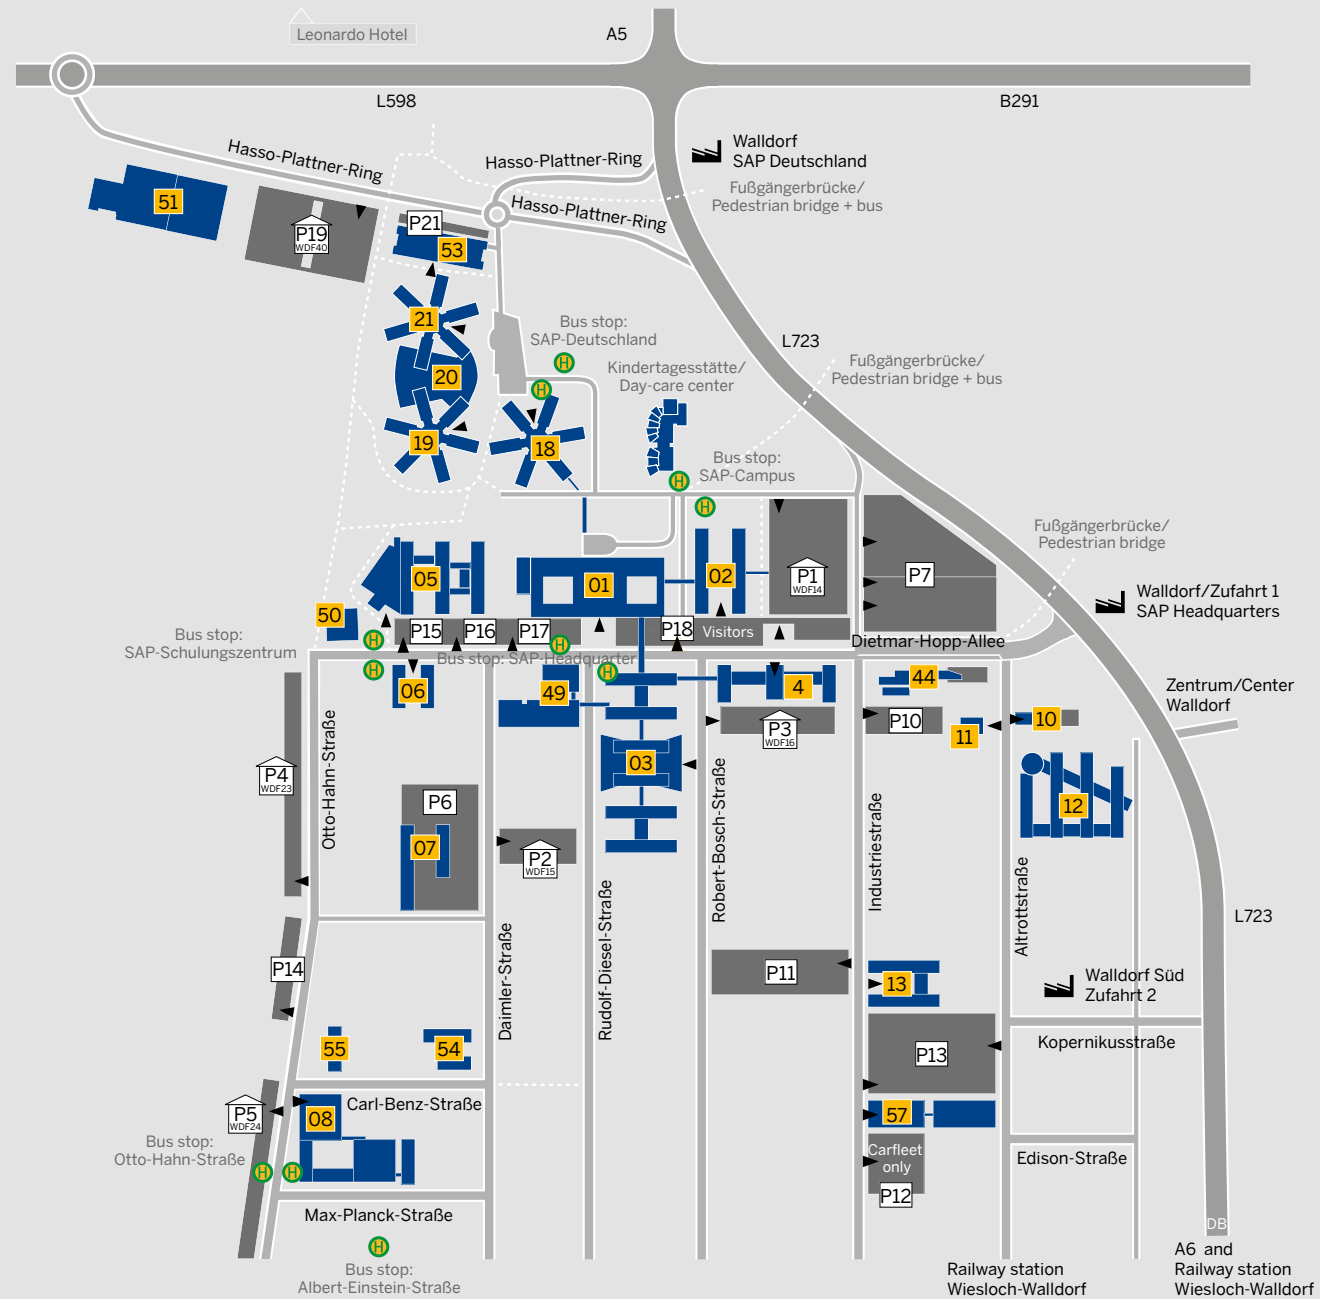 Leonardo Hotel
A5
L598
B291
Hasso-Plattner-Ring
Hasso-Plattner-Ring
Hasso-Plattner-Ring
Walldorf
SAP Deutschland
Fußgängerbrücke/
Pedestrian bridge + bus
51
P19
WDF40
P21
53
21
20
19
18
Bus stop:
SAP-Deutschland
H
H
Kindertagesstätte/
Day-care center
L723
Fußgängerbrücke/
Pedestrian bridge + bus
Bus stop:
SAP-Campus
H
H
Fußgängerbrücke/
Pedestrian bridge
05
01
02
P1
WDF14
P7
Walldorf/Zufahrt 1
SAP Headquarters
50
P15
P16
P17
P18
Visitors
Dietmar-Hopp-Allee
Bus stop:
SAP-Schulungszentrum
H
H
Bus stop: SAP-Headquarter
H
H
06
49
4
44
Zentrum/Center
Walldorf
P3
WDF16
P10
11
10
P4
WDF23
Otto-Hahn-Straße
03
P6
07
P2
WDF15
Robert-Bosch-Straße
Industriestraße
12
Altrottstraße
L723
Daimler-Straße
Rudolf-Diesel-Straße
P14
P11
13
Walldorf Süd
Zufahrt 2
55
54
P13
Kopernikusstraße
Carl-Benz-Straße
P5
WDF24
08
57
Bus stop:
Otto-Hahn-Straße
H
H
Carfleet
only
P12
Edison-Straße
Max-Planck-Straße
H
Bus stop:
Albert-Einstein-Straße
DB
Railway station
Wiesloch-Walldorf
A6 and
Railway station
Wiesloch-Walldorf